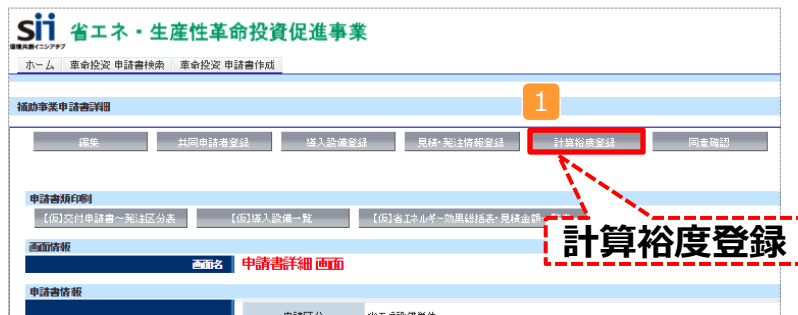 Sii 省エネ・生産性革命投資促進事業
環境共創イニシアチブ
ホーム 革命投資 申請書検索 革命投資 申請書作成
補助事業申請書詳細
1
編集 共同申請者登録 導入設備登録 見積・発注情報登録 計算裕度登録 同意確認
申請書類印刷
【仮】交付申請書～発注区分表 【仮】導入設備一覧 【仮】省エネルギー効果総括表・見積金額
計算裕度登録
画面情報
画面名 申請書詳細 画面
申請書情報